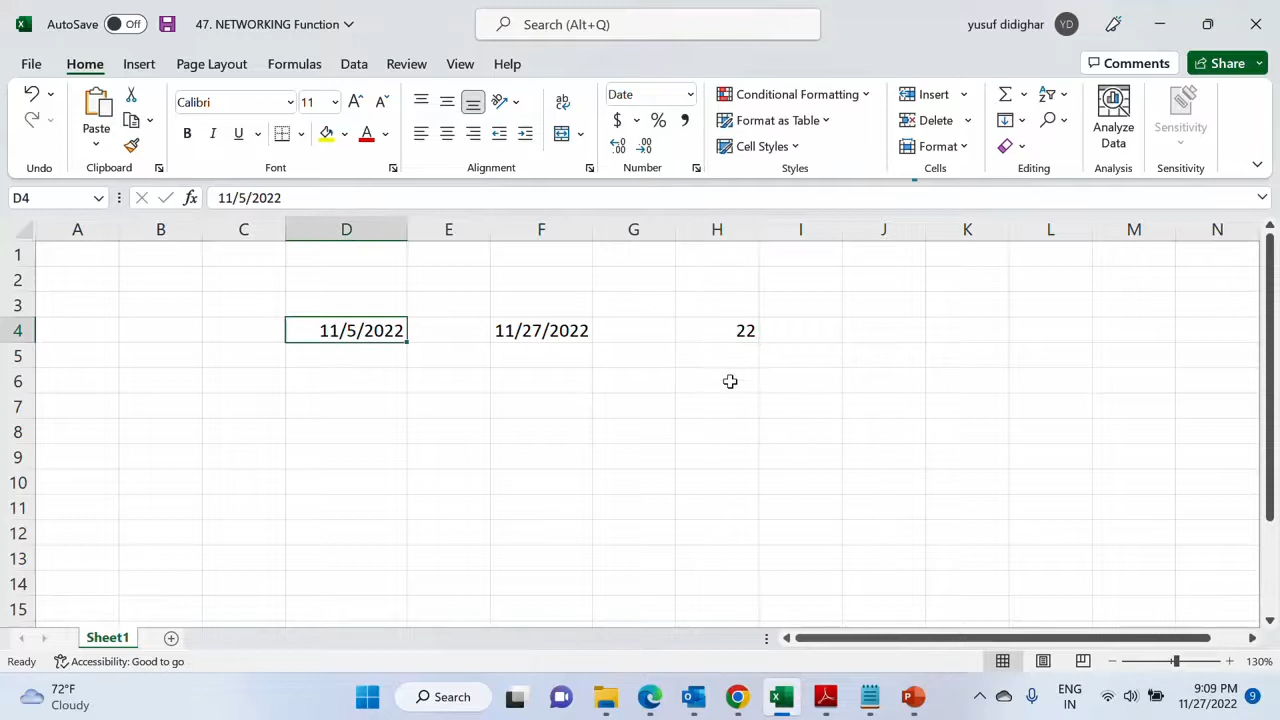 AutoSave Off 47. NETWORKING Function Search (Alt+Q) yusuf didighar YD
File Home Insert Page Layout Formulas Data Review View Help Comments Share
Calibri 11 Date Conditional Formatting Insert
Paste B I U A $ % Format as Table Delete Analyze Data Sensitivity
Cell Styles Format
Undo Clipboard Font Alignment Number Styles Cells Editing Analysis Sensitivity
D4 fx 11/5/2022
A B C D E F G H I J K L M N
1
2
3
4 11/5/2022 11/27/2022 22
5
6
7
8
9
10
11
12
13
14
15
Sheet1
Ready Accessibility: Good to go 130%
72°F Search ENG 9:09 PM
Cloudy IN 11/27/2022 9